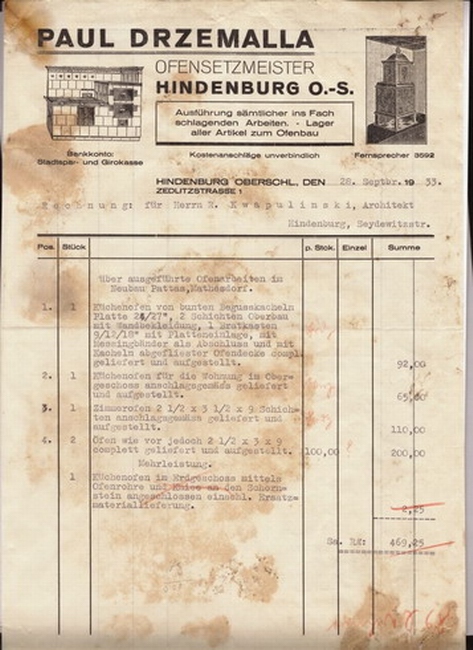 PAUL DRZEMALLA
OFENSETZMEISTER
HINDENBURG O.-S.
Ausführung sämtlicher ins Fach
schlagenden Arbeiten. - Lager
aller Artikel zum Ofenbau
Bankkonto:
Stadtspar- und Girokasse
Kostenanschläge unverbindlich
Fernsprecher 3592
HINDENBURG OBERSCHL., DEN 28. Septbr. 19 33.
ZEDLITZSTRASSE 1
Rechnung: für Herrn R. Kwapulinski, Architekt
Hindenburg, Seydewitzstr.
Pos. Stück p. Stck. Einzel Summe
Über ausgeführte Ofenarbeiten im
Neubau Pattas, Mathesdorf.
1. 1 Küchenofen von bunten Begusskacheln
Platte 24/27", 2 Schichten Oberbau
mit Wandbekleidung, 1 Bratkasten
9/12/18" mit Platteneinlage, mit
Messingbänder als Abschluss und mit
Kacheln abgefliester Ofendecke compl.
geliefert und aufgestellt. 92,00
2. 1 Küchenofen für die Wohnung im Ober-
geschoss anschlagsgemäss geliefert
und aufgestellt. 65,00
3. 1 Zimmerofen 2 1/2 x 3 1/2 x 9 Schich-
ten anschlagsgemäss geliefert und
aufgestellt. 110,00
4. 2 Öfen wie vor jedoch 2 1/2 x 3 x 9
complett geliefert und aufgestellt. 100,00 200,00
Mehrleistung.
1 Küchenofen im Erdgeschoss mittels
Ofenrohre und Knies an den Schorn-
stein angeschlossen einschl. Ersatz-
materiallieferung. 2,25
Sa. RM: 469,25